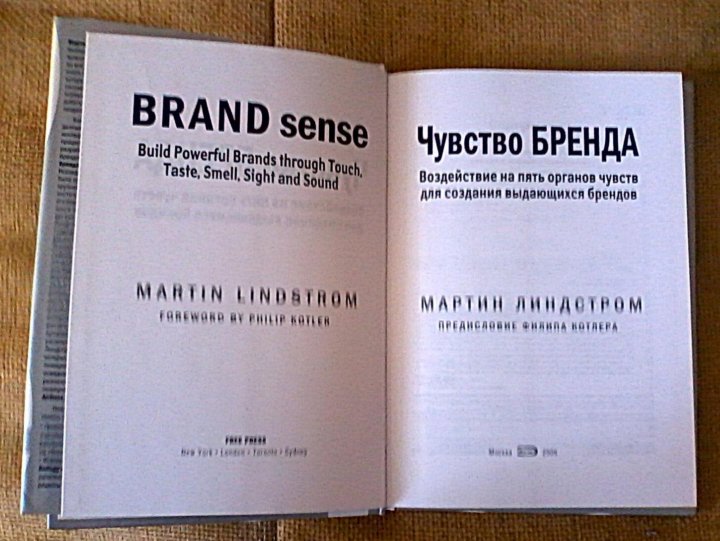 BRAND sense
Build Powerful Brands through Touch,
Taste, Smell, Sight and Sound
MARTIN LINDSTROM
FOREWORD BY PHILIP KOTLER
FREE PRESS
New York • London • Toronto • Sydney
Чувство БРЕНДА
Воздействие на пять органов чувств
для создания выдающихся брендов
МАРТИН ЛИНДСТРОМ
ПРЕДИСЛОВИЕ ФИЛИПА КОТЛЕРА
Москва 2006